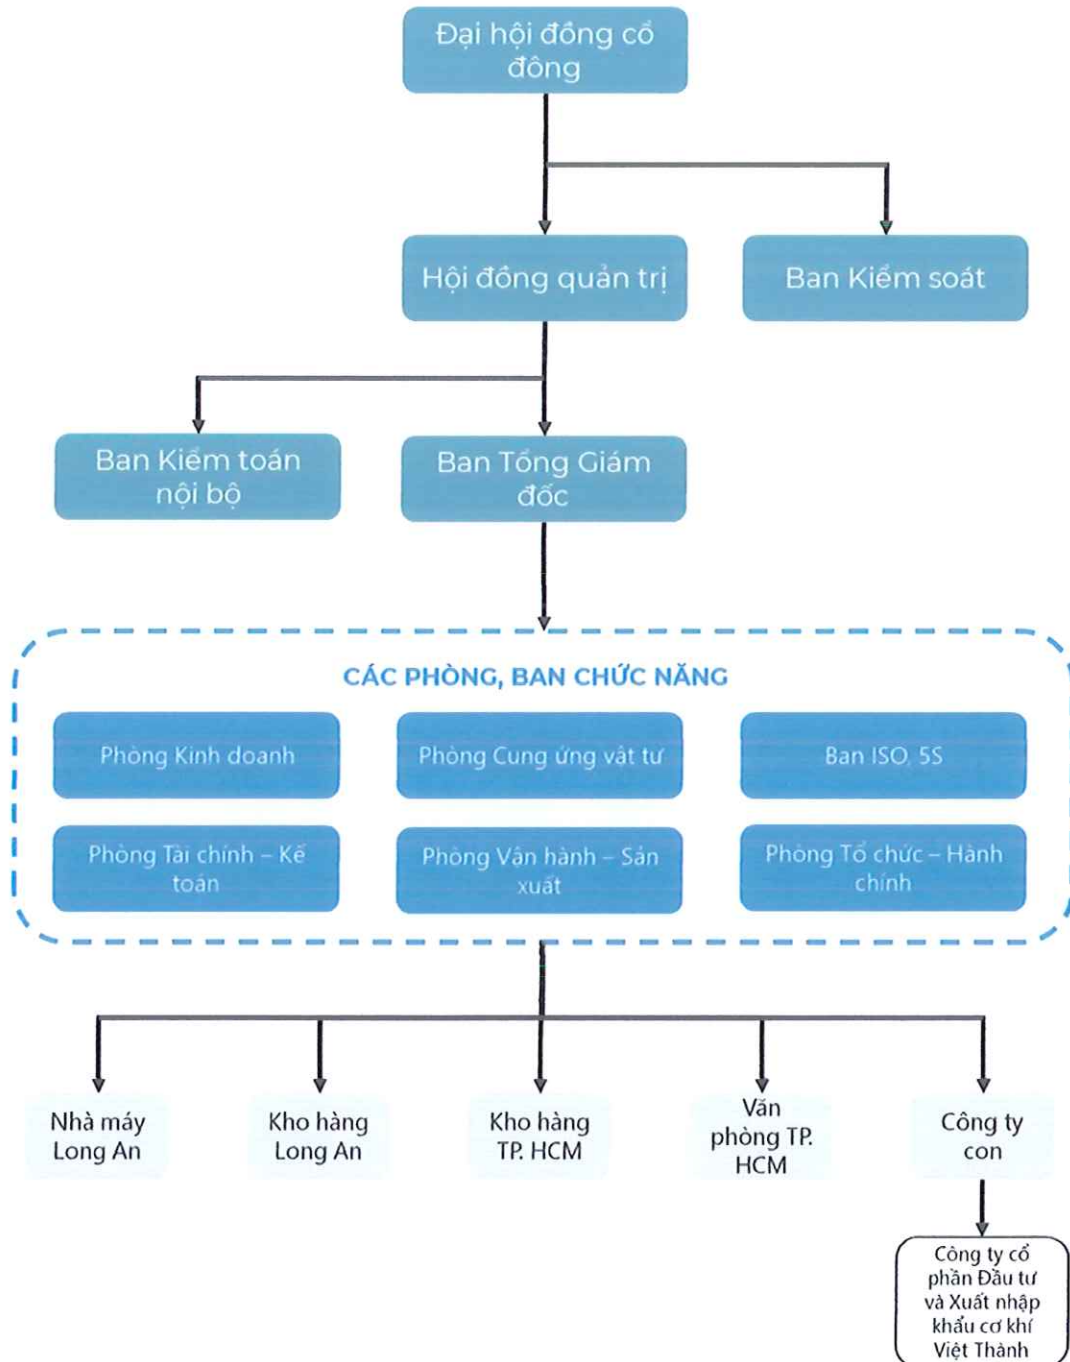 Đại hội đồng cổ
đông
Hội đồng quản trị
Ban Kiểm soát
Ban Kiểm toán
nội bộ
Ban Tổng Giám
đốc
CÁC PHÒNG, BAN CHỨC NĂNG
Phòng Kinh doanh
Phòng Cung ứng vật tư
Ban ISO, 5S
Phòng Tài chính – Kế
toán
Phòng Vận hành – Sản
xuất
Phòng Tổ chức – Hành
chính
Nhà máy
Long An
Kho hàng
Long An
Kho hàng
TP. HCM
Văn
phòng TP.
HCM
Công ty
con
Công ty cổ
phần Đầu tư
và Xuất nhập
khẩu cơ khí
Việt Thành